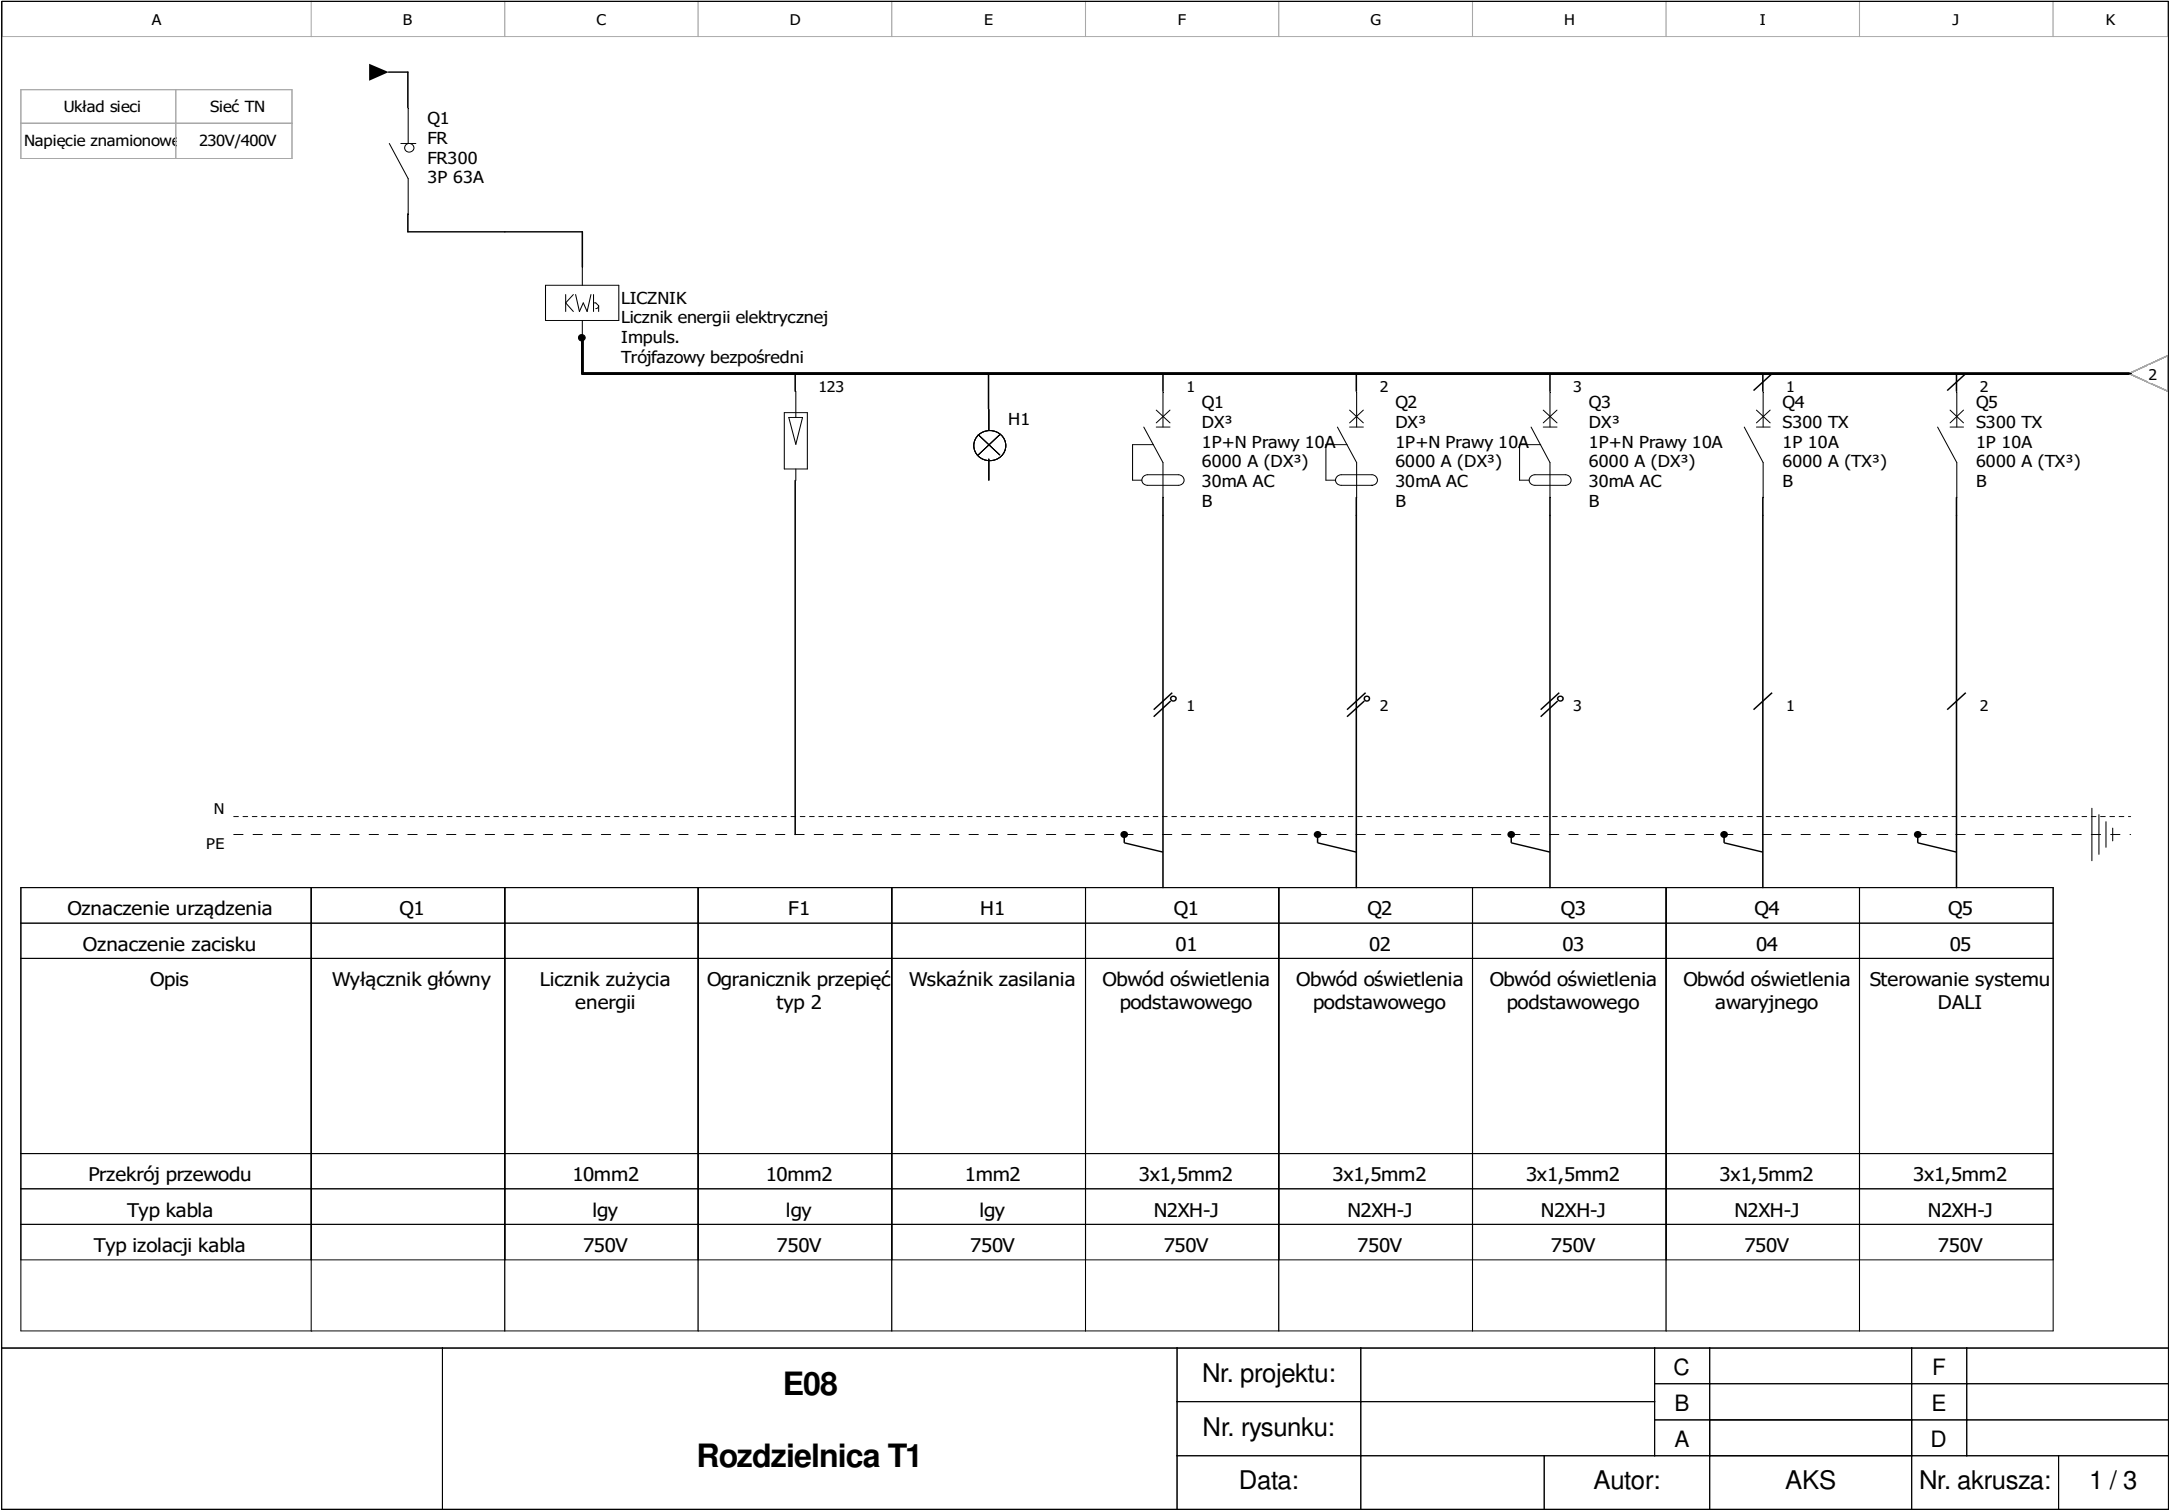 A B C D E F G H I J K
Układ sieci Sieć TN
Napięcie znamionowe 230V/400V
Q1
FR
FR300
3P 63A
KWh
LICZNIK
Licznik energii elektrycznej
Impuls.
Trójfazowy bezpośredni
2
123
H1
1
Q1
DX³
1P+N Prawy 10A
6000 A (DX³)
30mA AC
B
2
Q2
DX³
1P+N Prawy 10A
6000 A (DX³)
30mA AC
B
3
Q3
DX³
1P+N Prawy 10A
6000 A (DX³)
30mA AC
B
1
Q4
S300 TX
1P 10A
6000 A (TX³)
B
2
Q5
S300 TX
1P 10A
6000 A (TX³)
B
1 2 3 1 2
N
PE
Oznaczenie urządzenia Q1 F1 H1 Q1 Q2 Q3 Q4 Q5
Oznaczenie zacisku 01 02 03 04 05
Opis
Wyłącznik główny
Licznik zużycia
energii
Ogranicznik przepięć
typ 2
Wskaźnik zasilania
Obwód oświetlenia
podstawowego
Obwód oświetlenia
podstawowego
Obwód oświetlenia
podstawowego
Obwód oświetlenia
awaryjnego
Sterowanie systemu
DALI
Przekrój przewodu 10mm2 10mm2 1mm2 3x1,5mm2 3x1,5mm2 3x1,5mm2 3x1,5mm2 3x1,5mm2
Typ kabla lgy lgy lgy N2XH-J N2XH-J N2XH-J N2XH-J N2XH-J
Typ izolacji kabla 750V 750V 750V 750V 750V 750V 750V 750V
E08
Rozdzielnica T1
Nr. projektu:
Nr. rysunku:
C F
B E
A D
Data: Autor: AKS Nr. akrusza: 1 / 3